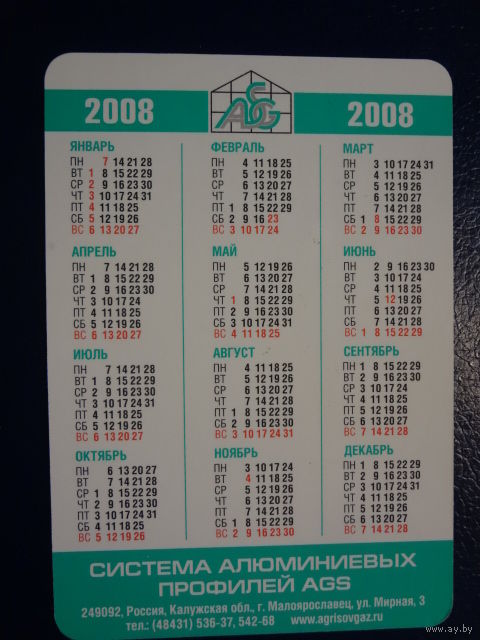 2008
ASG
2008
ЯНВАРЬ
ПН 7 14 21 28
ВТ 1 8 15 22 29
СР 2 9 16 23 30
ЧТ 3 10 17 24 31
ПТ 4 11 18 25
СБ 5 12 19 26
ВС 6 13 20 27
ФЕВРАЛЬ
ПН 4 11 18 25
ВТ 5 12 19 26
СР 6 13 20 27
ЧТ 7 14 21 28
ПТ 1 8 15 22 29
СБ 2 9 16 23
ВС 3 10 17 24
МАРТ
ПН 3 10 17 24 31
ВТ 4 11 18 25
СР 5 12 19 26
ЧТ 6 13 20 27
ПТ 7 14 21 28
СБ 1 8 15 22 29
ВС 2 9 16 23 30
АПРЕЛЬ
ПН 7 14 21 28
ВТ 1 8 15 22 29
СР 2 9 16 23 30
ЧТ 3 10 17 24
ПТ 4 11 18 25
СБ 5 12 19 26
ВС 6 13 20 27
МАЙ
ПН 5 12 19 26
ВТ 6 13 20 27
СР 7 14 21 28
ЧТ 1 8 15 22 29
ПТ 2 9 16 23 30
СБ 3 10 17 24 31
ВС 4 11 18 25
ИЮНЬ
ПН 2 9 16 23 30
ВТ 3 10 17 24
СР 4 11 18 25
ЧТ 5 12 19 26
ПТ 6 13 20 27
СБ 7 14 21 28
ВС 1 8 15 22 29
ИЮЛЬ
ПН 7 14 21 28
ВТ 1 8 15 22 29
СР 2 9 16 23 30
ЧТ 3 10 17 24 31
ПТ 4 11 18 25
СБ 5 12 19 26
ВС 6 13 20 27
АВГУСТ
ПН 4 11 18 25
ВТ 5 12 19 26
СР 6 13 20 27
ЧТ 7 14 21 28
ПТ 1 8 15 22 29
СБ 2 9 16 23 30
ВС 3 10 17 24 31
СЕНТЯБРЬ
ПН 1 8 15 22 29
ВТ 2 9 16 23 30
СР 3 10 17 24
ЧТ 4 11 18 25
ПТ 5 12 19 26
СБ 6 13 20 27
ВС 7 14 21 28
ОКТЯБРЬ
ПН 6 13 20 27
ВТ 7 14 21 28
СР 1 8 15 22 29
ЧТ 2 9 16 23 30
ПТ 3 10 17 24 31
СБ 4 11 18 25
ВС 5 12 19 26
НОЯБРЬ
ПН 3 10 17 24
ВТ 4 11 18 25
СР 5 12 19 26
ЧТ 6 13 20 27
ПТ 7 14 21 28
СБ 1 8 15 22 29
ВС 2 9 16 23 30
ДЕКАБРЬ
ПН 1 8 15 22 29
ВТ 2 9 16 23 30
СР 3 10 17 24 31
ЧТ 4 11 18 25
ПТ 5 12 19 26
СБ 6 13 20 27
ВС 7 14 21 28
СИСТЕМА АЛЮМИНИЕВЫХ
ПРОФИЛЕЙ AGS
249092, Россия, Калужская обл., г. Малоярославец, ул. Мирная, 3
тел.: (48431) 536-37, 542-68 www.agrisovgaz.ru
www.ay.by